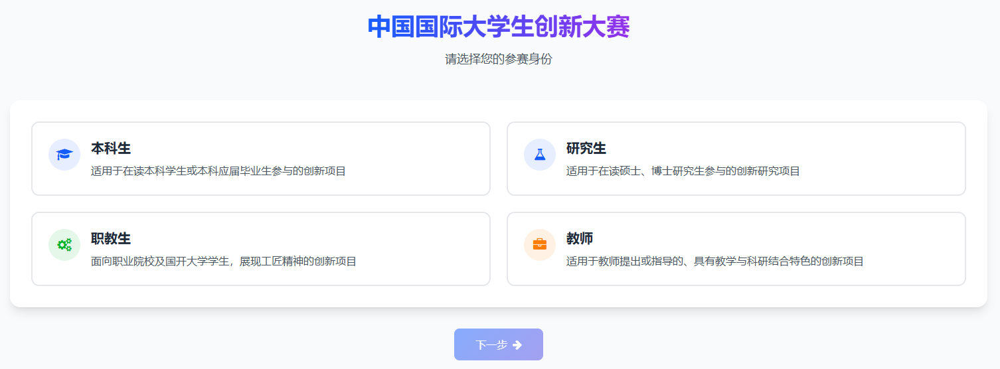 中国国际大学生创新大赛
请选择您的参赛身份
本科生
适用于在读本科学生或本科应届毕业生参与的创新项目
研究生
适用于在读硕士、博士研究生参与的创新研究项目
职教生
面向职业院校及国开大学学生，展现工匠精神的创新项目
教师
适用于教师提出或指导的、具有教学与科研结合特色的创新项目
下一步